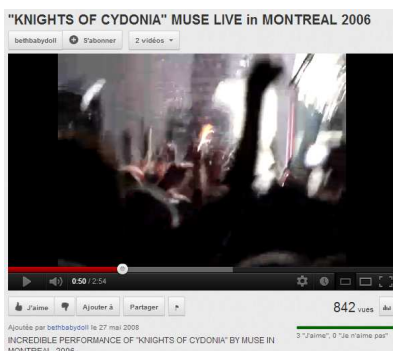 "KNIGHTS OF CYDONIA" MUSE LIVE in MONTREAL 2006
bethbabydoll S'abonner 2 vidéos
0:50 / 2:54
J'aime Ajouter à Partager 842 vues
Ajoutée par bethbabydoll le 27 mai 2008
3 "J'aime", 0 "Je n'aime pas"
INCREDIBLE PERFORMANCE OF "KNIGHTS OF CYDONIA" BY MUSE IN
MONTREAL 2006